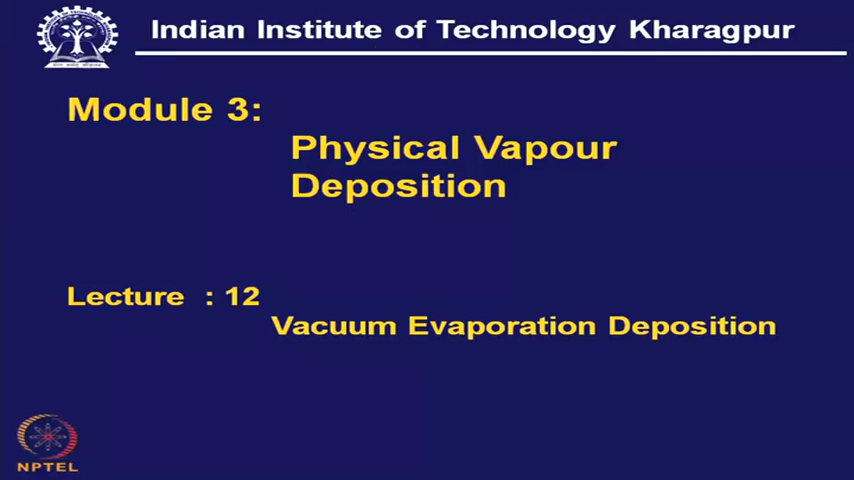 Indian Institute of Technology Kharagpur
Module 3:
Physical Vapour
Deposition
Lecture : 12
Vacuum Evaporation Deposition
NPTEL